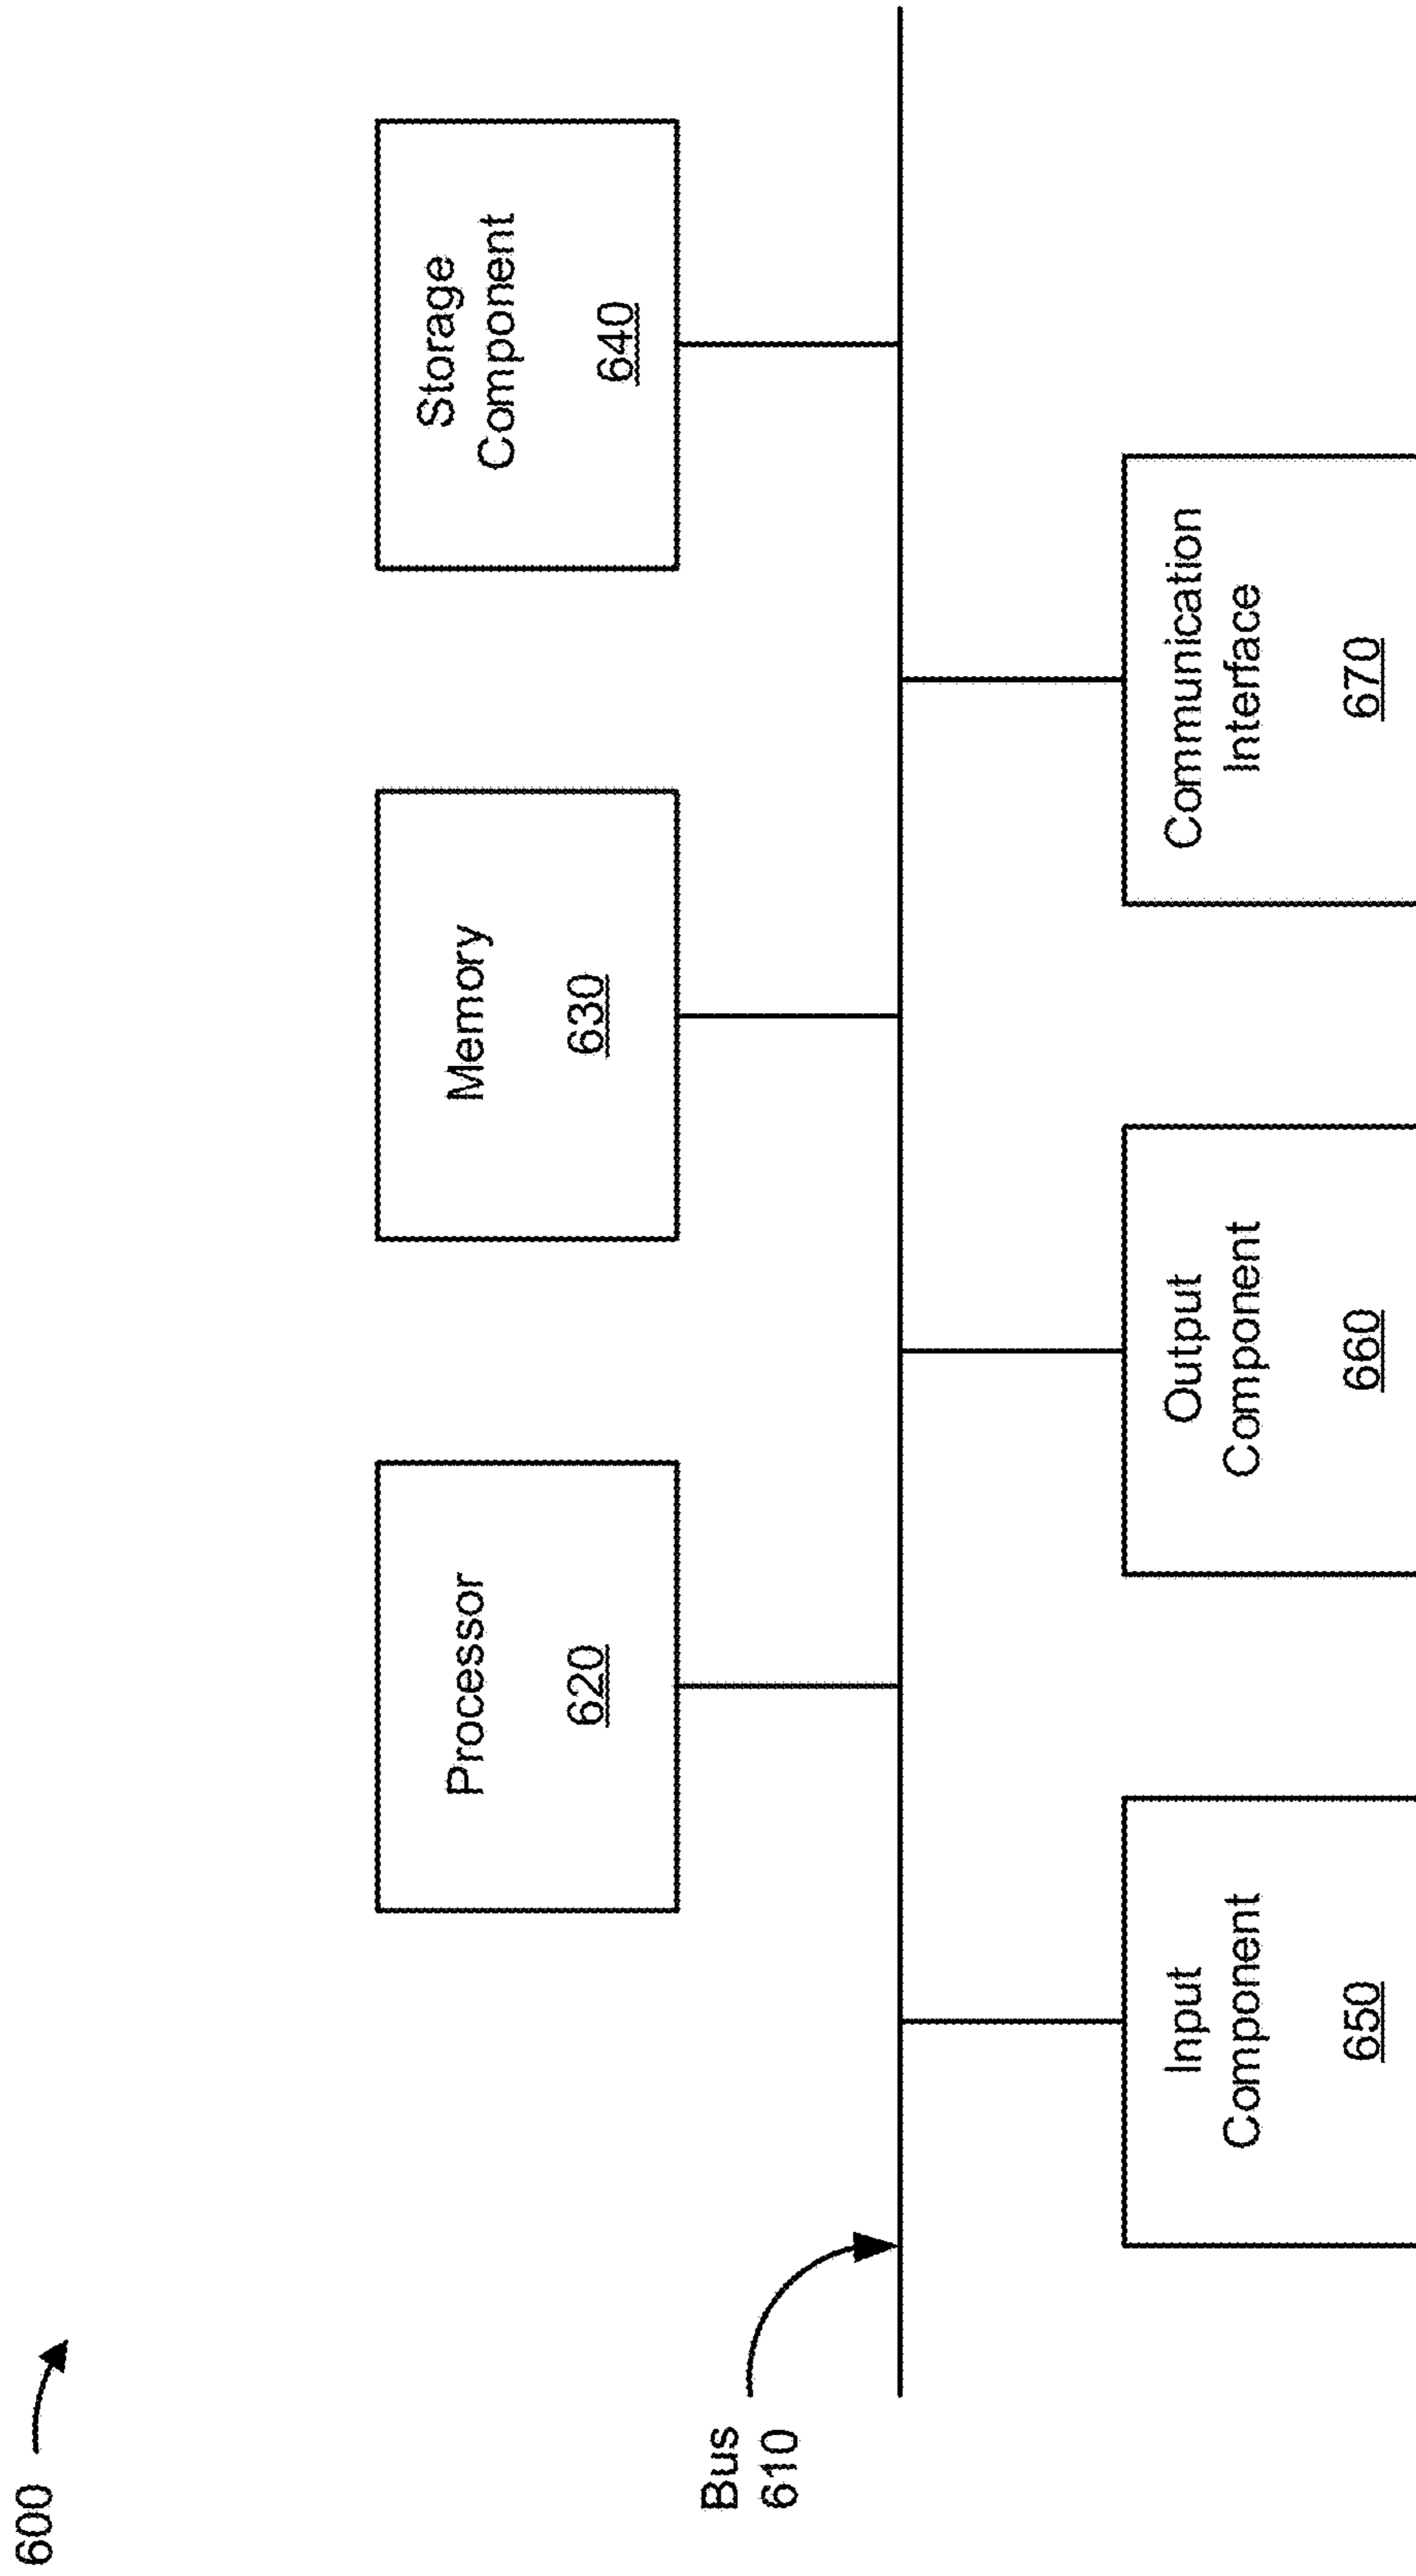 600
Bus
610
Processor
620
Memory
630
Storage
Component
640
Input
Component
650
Output
Component
660
Communication
Interface
670